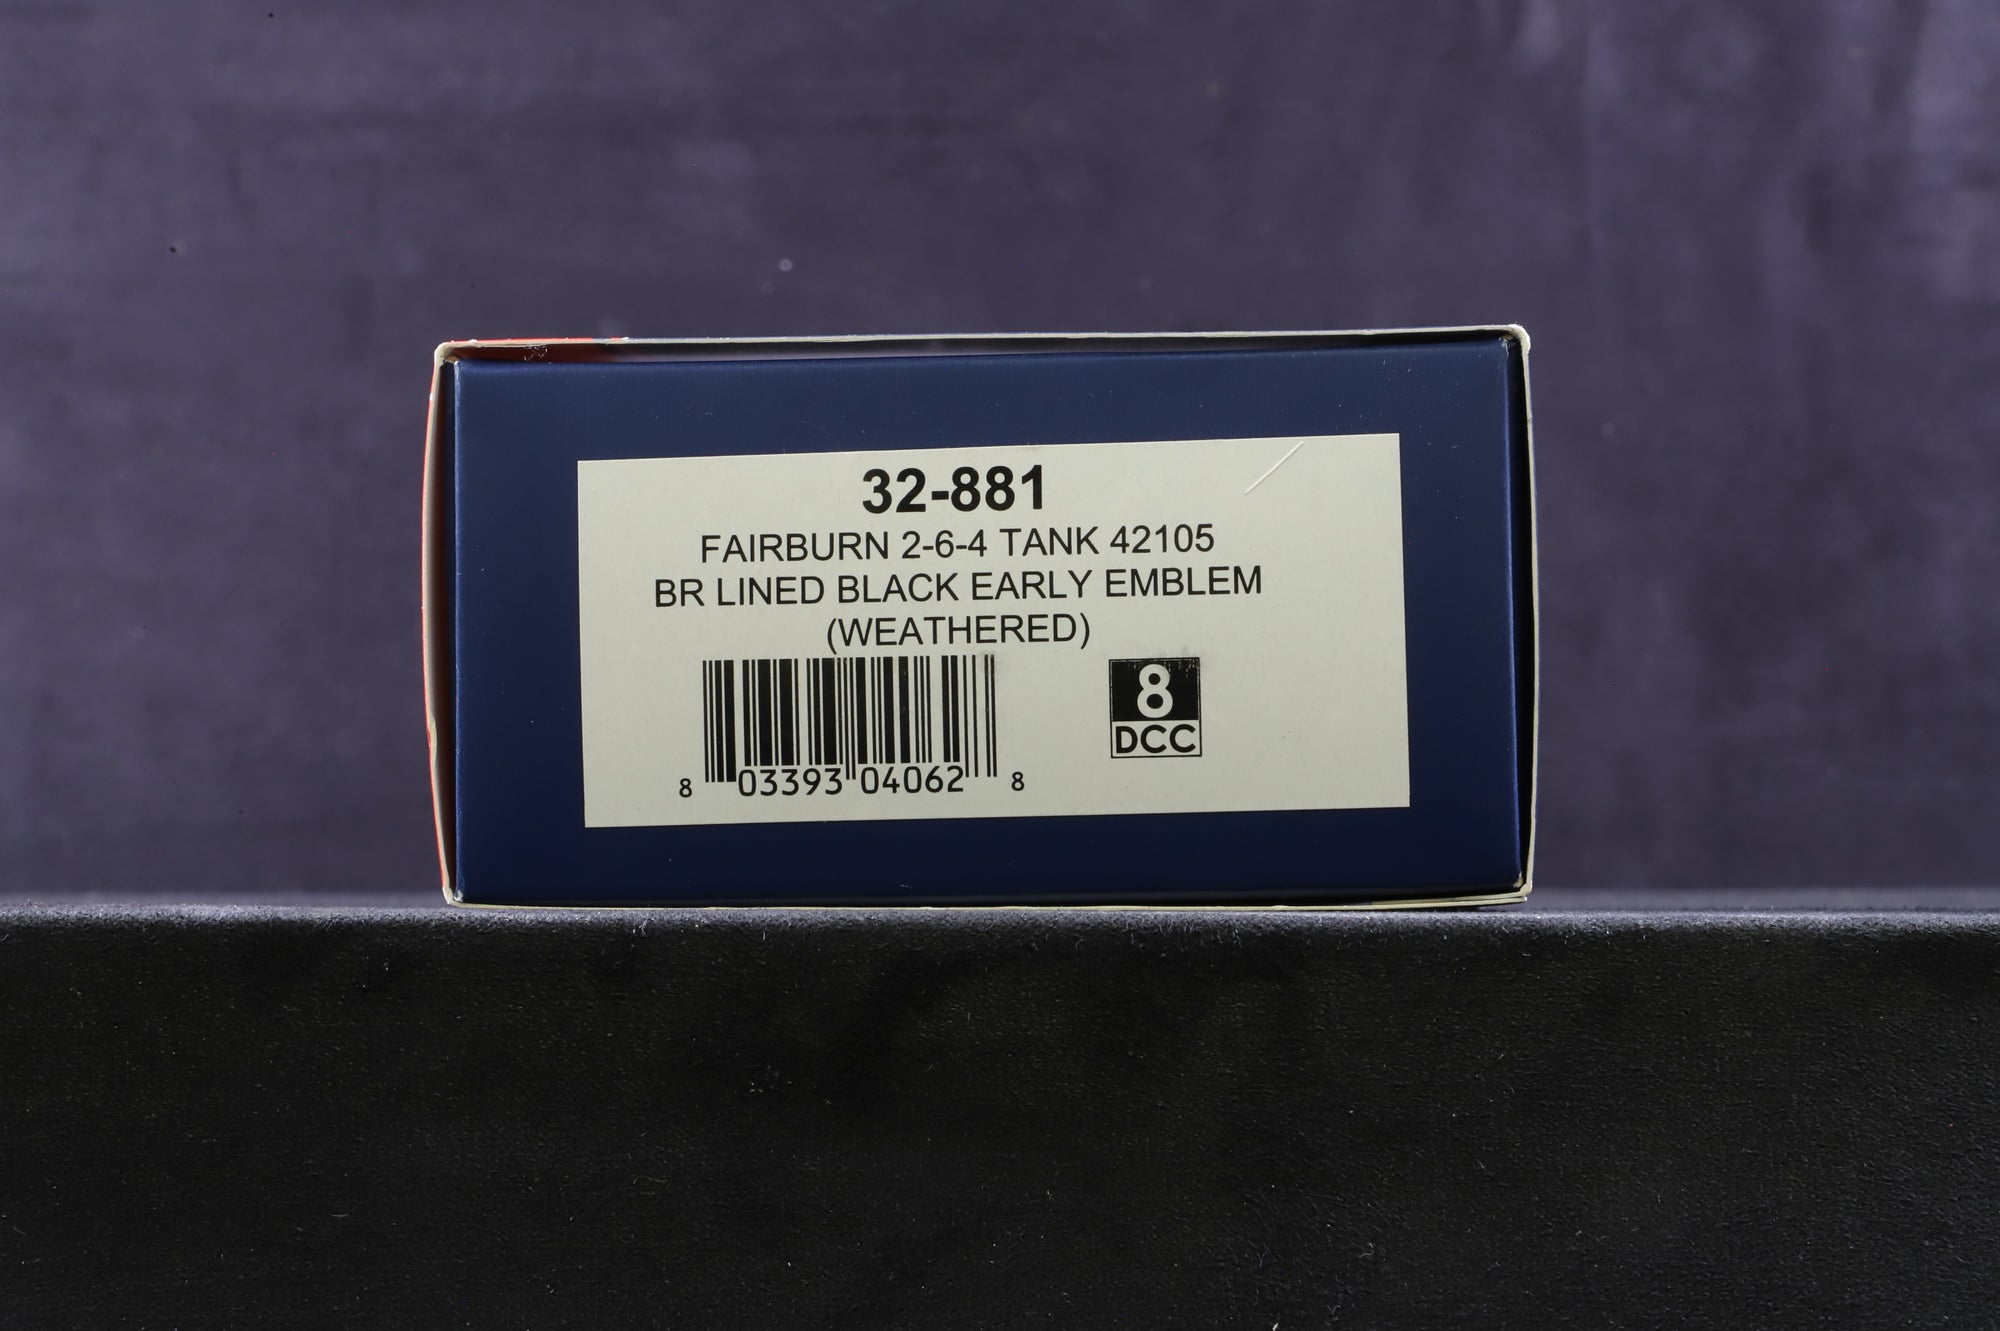 32-881
FAIRBURN 2-6-4 TANK 42105
BR LINED BLACK EARLY EMBLEM
(WEATHERED)
8 03393 04062 8
8
DCC